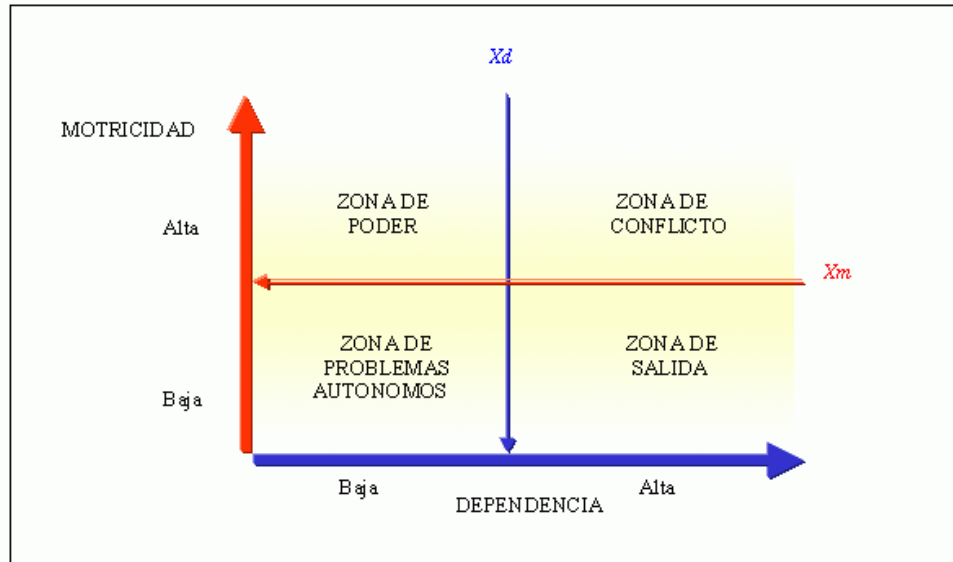 Xd
MOTRICIDAD
ZONA DE
PODER
ZONA DE
CONFLICTO
Alta
Xm
ZONA DE
PROBLEMAS
AUTONOMOS
ZONA DE
SALIDA
Baja
Baja
Alta
DEPENDENCIA